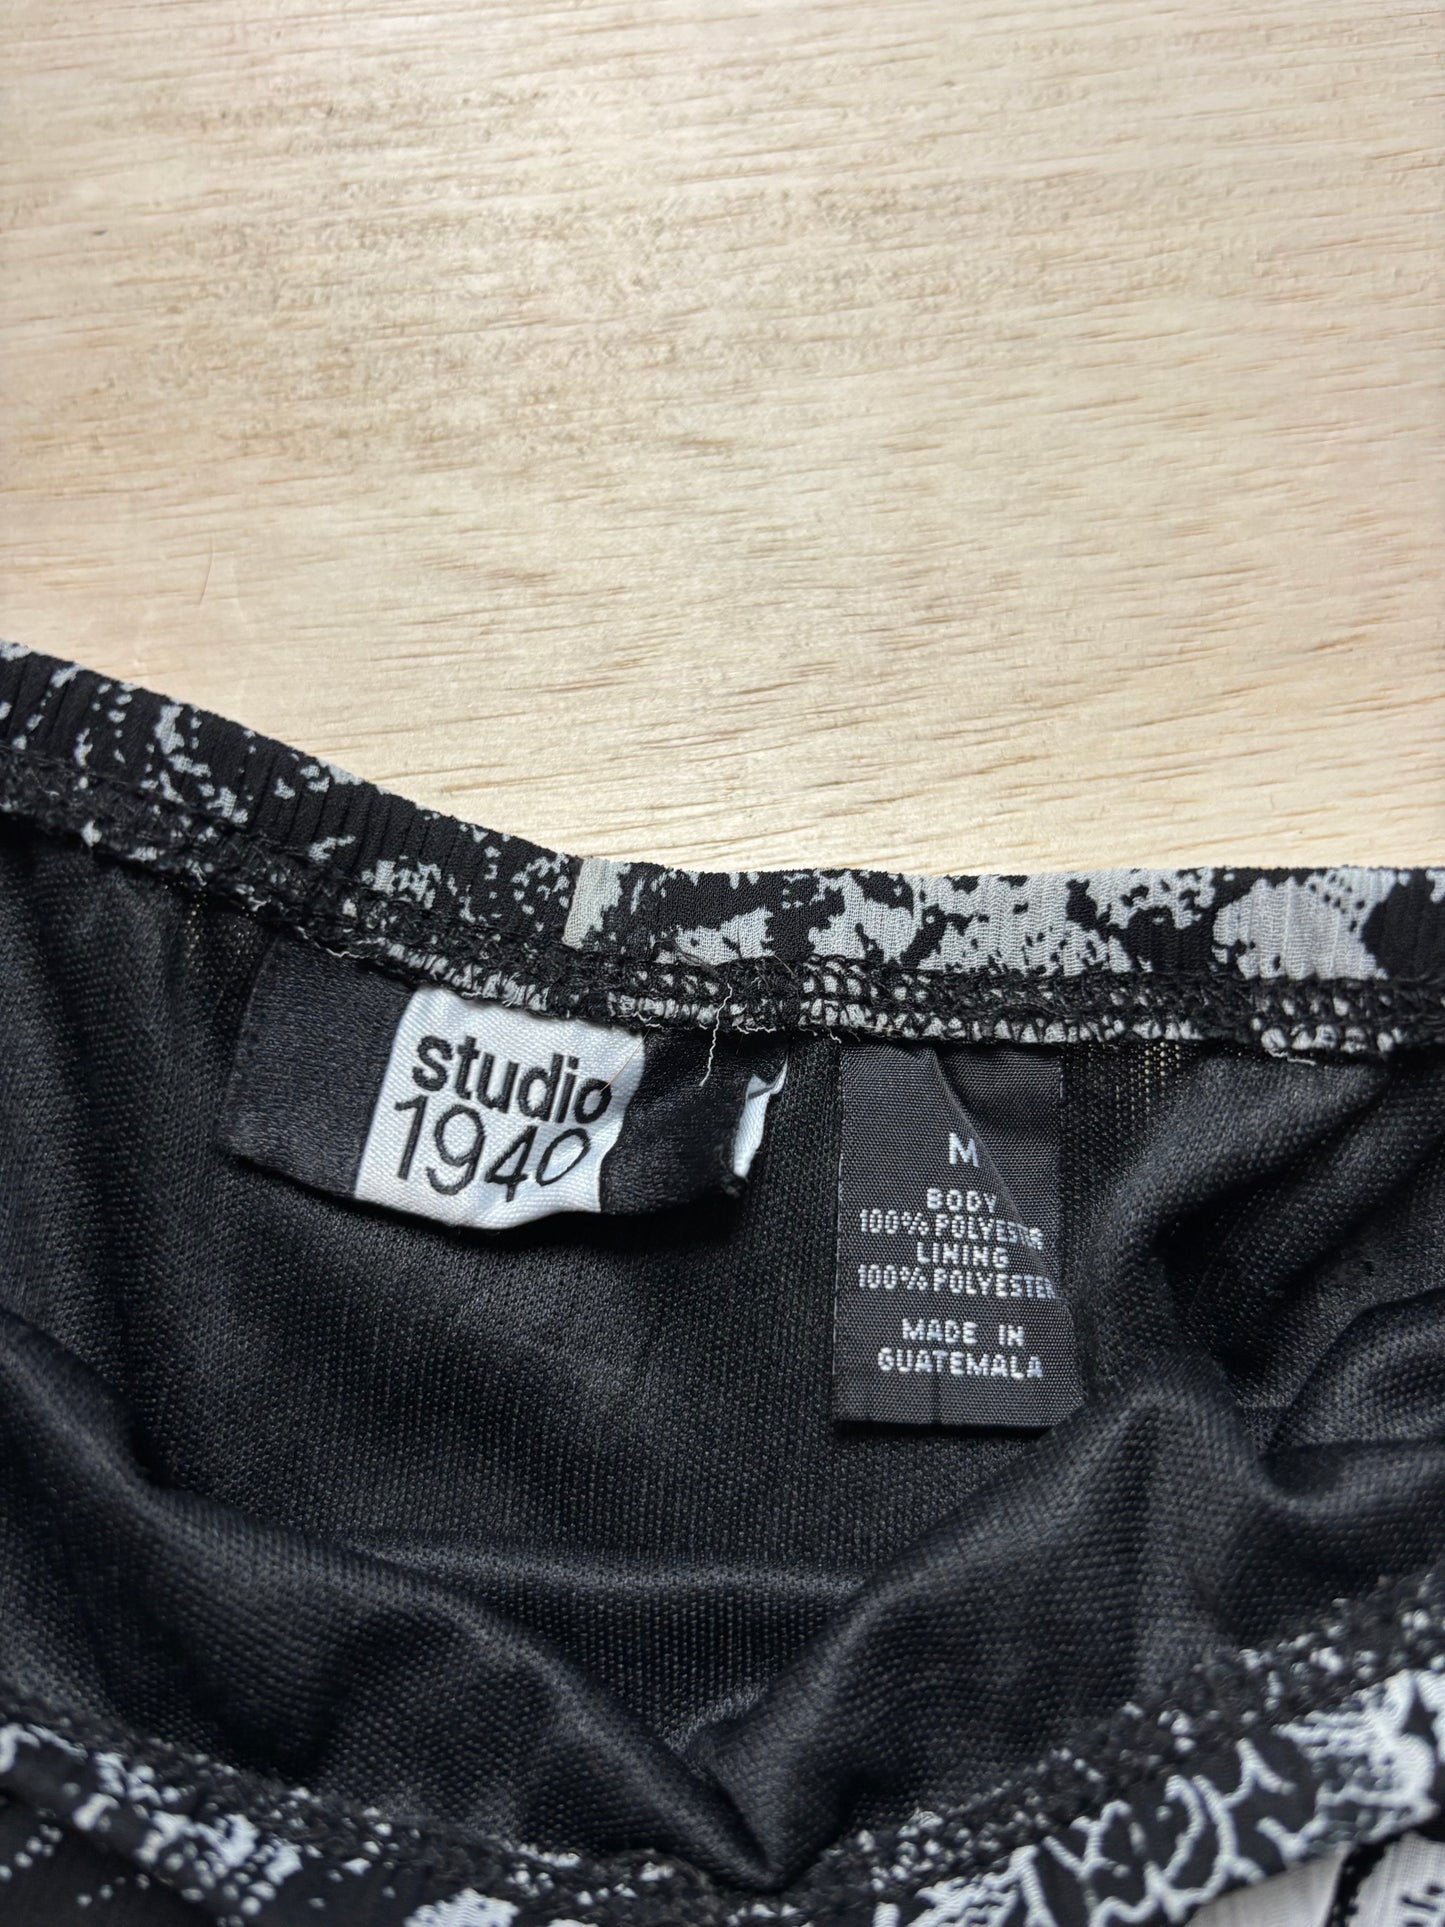 studio
1940
M
BODY
100% POLYESTER
LINING
100% POLYESTER
MADE IN
GUATEMALA